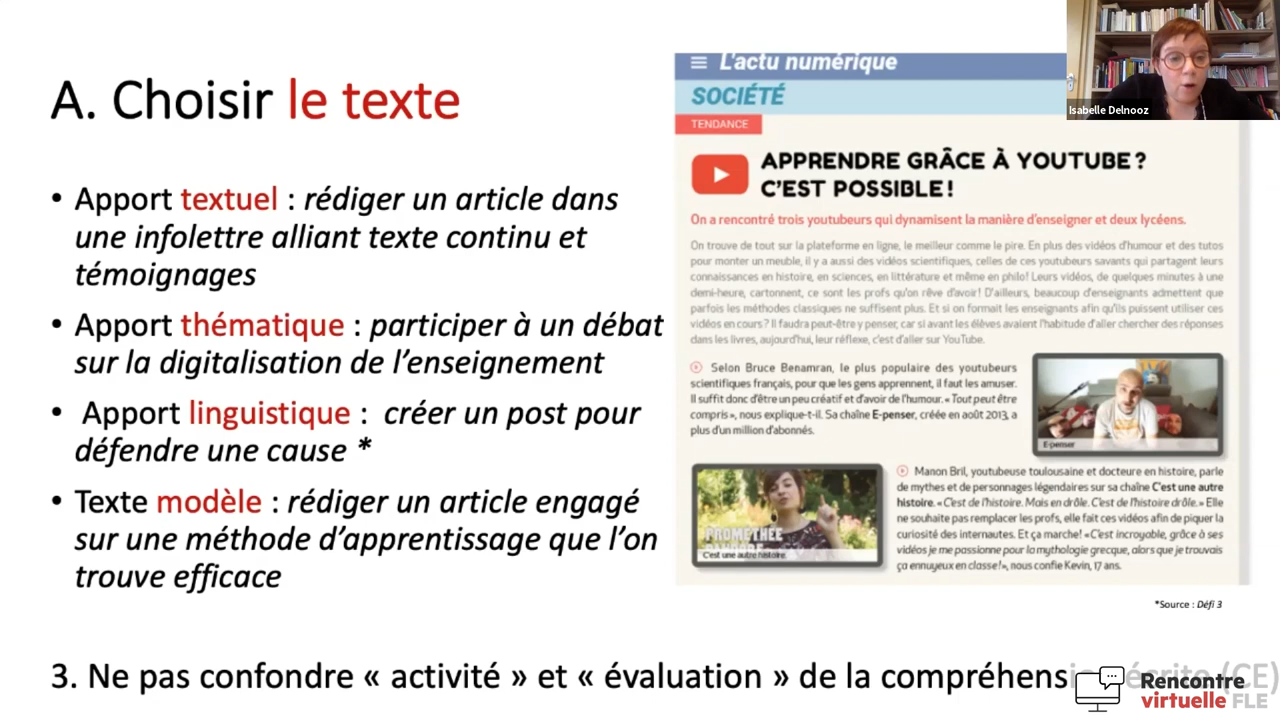 A. Choisir le texte
• Apport textuel : rédiger un article dans
une infolettre alliant texte continu et
témoignages
• Apport thématique : participer à un débat
sur la digitalisation de l'enseignement
• Apport linguistique : créer un post pour
défendre une cause *
• Texte modèle : rédiger un article engagé
sur une méthode d'apprentissage que l'on
trouve efficace
L'actu numérique
SOCIÉTÉ
TENDANCE
APPRENDRE GRÂCE À YOUTUBE ?
C'EST POSSIBLE !
On a rencontré trois youtubeurs qui dynamisent la manière d'enseigner et deux lycéens.
On trouve de tout sur la plateforme en ligne, le meilleur comme le pire. En plus des vidéos d'humour et des tutos
pour monter un meuble, il y a aussi des vidéos scientifiques, celles de ces youtubeurs savants qui partagent leurs
connaissances en histoire, en sciences, en littérature et même en philo! Leurs vidéos, de quelques minutes à une
demi-heure, cartonnent, ce sont les profs qu'on rêve d'avoir! D'ailleurs, beaucoup d'enseignants admettent que
parfois les méthodes classiques ne suffisent plus. Et si on formait les enseignants afin qu'ils puissent utiliser ces
vidéos en cours? Il faudra peut-être y penser, car si avant les élèves avaient l'habitude d'aller chercher des réponses
dans les livres, aujourd'hui, leur réflexe, c'est d'aller sur YouTube.
Selon Bruce Benamran, le plus populaire des youtubeurs
scientifiques français, pour que les gens apprennent, il faut les amuser.
Il suffit donc d'être un peu créatif et d'avoir de l'humour. « Tout peut être
compris », nous explique-t-il. Sa chaîne E-penser, créée en août 2013, a
plus d'un million d'abonnés.
E-penser
Manon Bril, youtubeuse toulousaine et docteure en histoire, parle
de mythes et de personnages légendaires sur sa chaîne C'est une autre
histoire. « C'est de l'histoire. Mais en drôle. C'est de l'histoire drôle. » Elle
ne souhaite pas remplacer les profs, elle fait ces vidéos afin de piquer la
curiosité des internautes. Et ça marche! « C'est incroyable, grâce à ses
vidéos je me passionne pour la mythologie grecque, alors que je trouvais
ça ennuyeux en classe! », nous confie Kevin, 17 ans.
PROMÉTHÉE
C'est une autre histoire.
*Source : Défi 3
3. Ne pas confondre « activité » et « évaluation » de la compréhension écrite (CE)
Isabelle Delnooz
Rencontre
virtuelle FLE